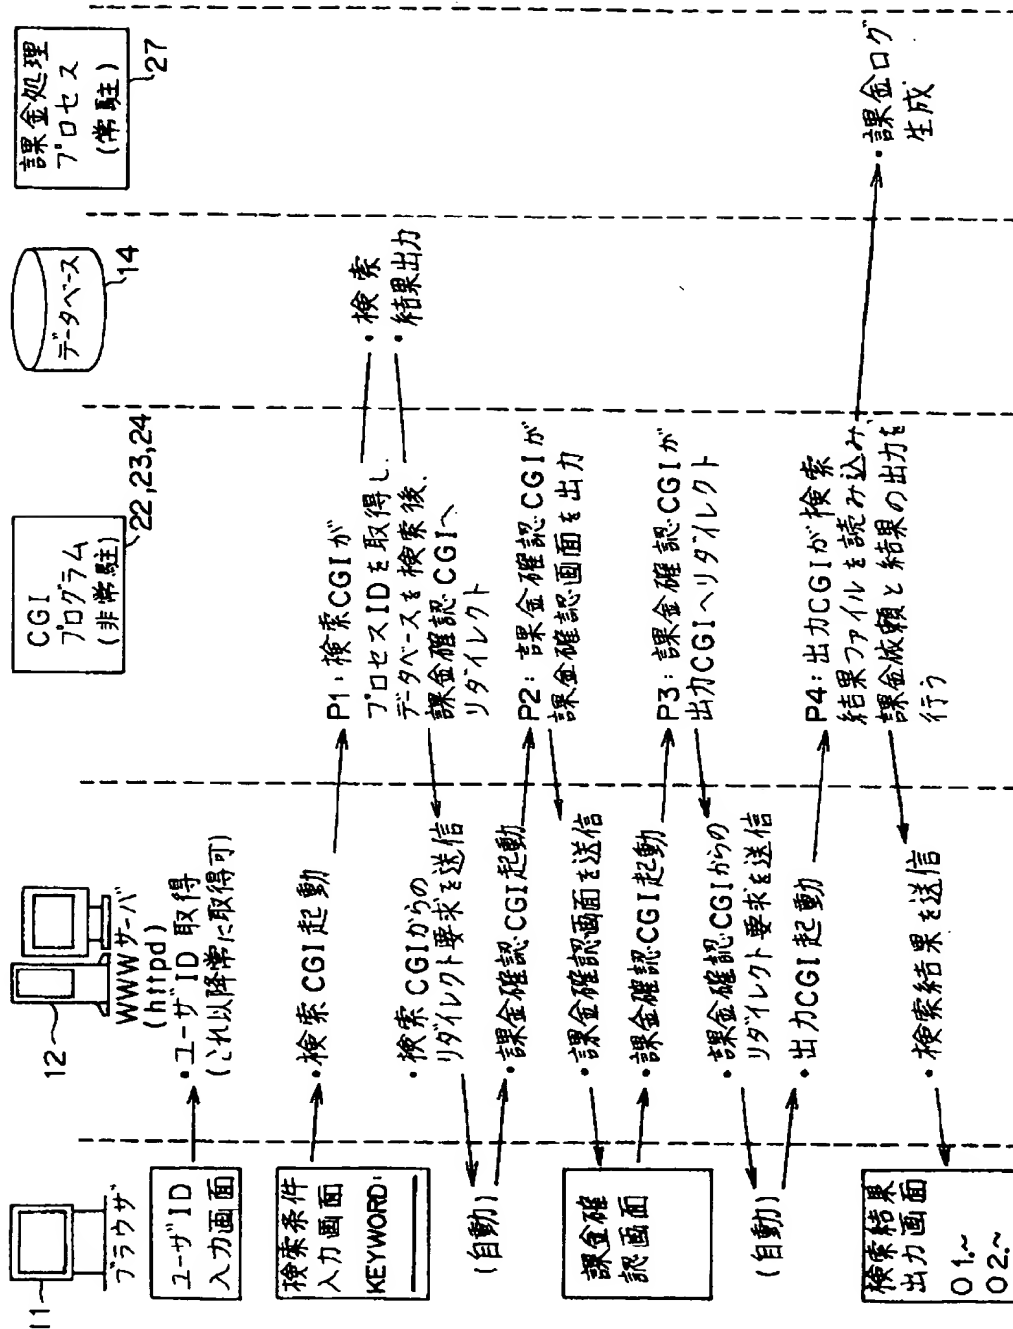 11
ブラウザ
12
WWWサーバ
(httpd)
CGI
プログラム
(非常駐)
22,23,24
データベース
14
課金処理
プロセス
(常駐)
27
ユーザID
入力画面
・ユーザID取得
(これ以降常に取得可)
検索条件
入力画面
KEYWORD:
・検索CGI起動
P1:検索CGIが
プロセスIDを取得し、
データベースを検索後、
課金確認CGIへ
リダイレクト
・検索
・結果出力
・検索CGIからの
リダイレクト要求を送信
(自動)
・課金確認CGI起動
P2:課金確認CGIが
課金確認画面を出力
・課金確認画面を送信
課金確
認画面
・課金確認CGI起動
P3:課金確認CGIが
出力CGIへリダイレクト
・課金確認CGIからの
リダイレクト要求を送信
(自動)
・出力CGI起動
P4:出力CGIが検索
結果ファイルを読み込み、
課金依頼と結果の出力を
行う
・課金ログ
生成
・検索結果を送信
検索結果
出力画面
○1.~
○2.~